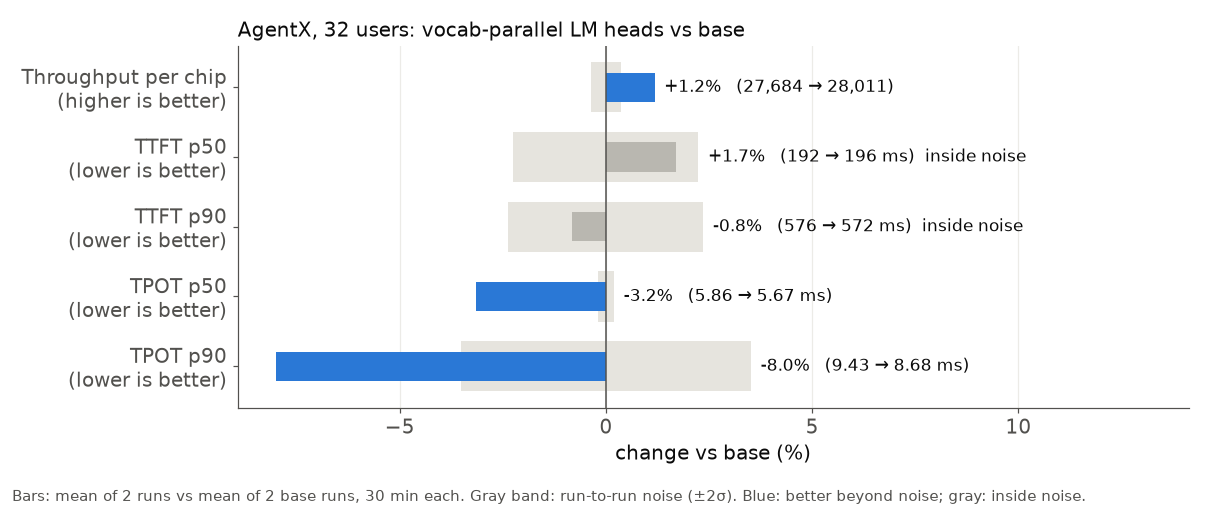 AgentX, 32 users: vocab-parallel LM heads vs base
Throughput per chip
(higher is better)
+1.2% (27,684 → 28,011)
TTFT p50
(lower is better)
+1.7% (192 → 196 ms) inside noise
TTFT p90
(lower is better)
-0.8% (576 → 572 ms) inside noise
TPOT p50
(lower is better)
-3.2% (5.86 → 5.67 ms)
TPOT p90
(lower is better)
-8.0% (9.43 → 8.68 ms)
−5 0 5 10
change vs base (%)
Bars: mean of 2 runs vs mean of 2 base runs, 30 min each. Gray band: run-to-run noise (±2σ). Blue: better beyond noise; gray: inside noise.